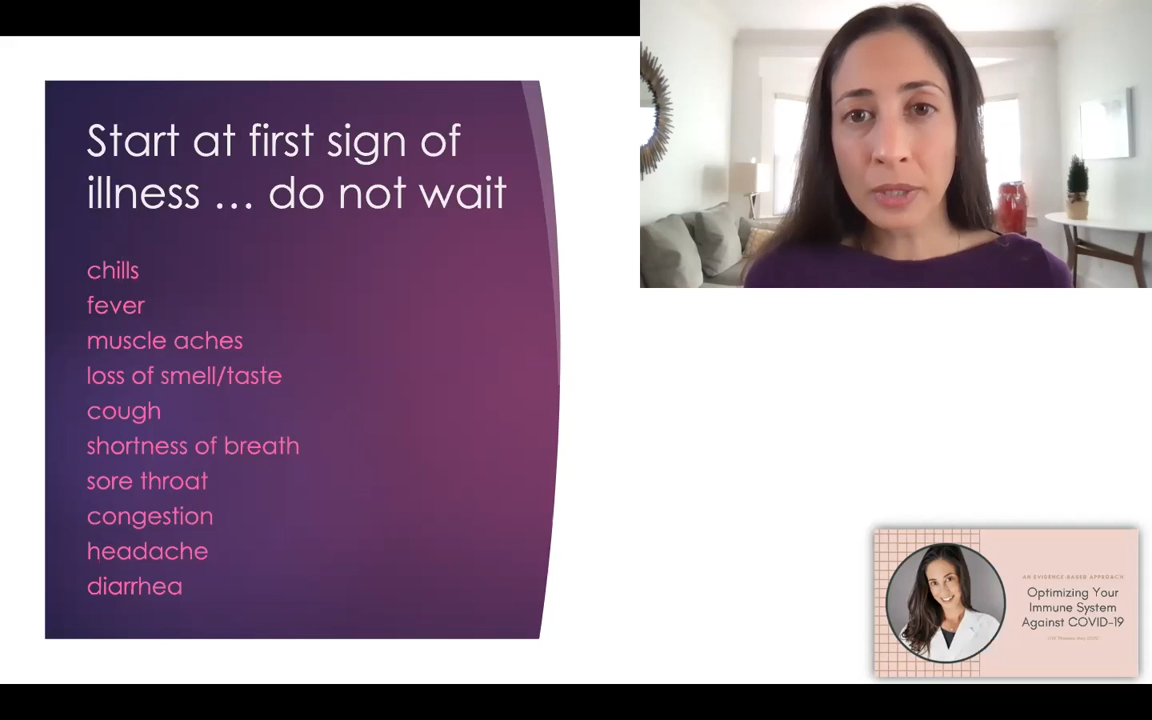 Start at first sign of
illness … do not wait
chills
fever
muscle aches
loss of smell/taste
cough
shortness of breath
sore throat
congestion
headache
diarrhea
AN EVIDENCE-BASED APPROACH
Optimizing Your
Immune System
Against COVID-19